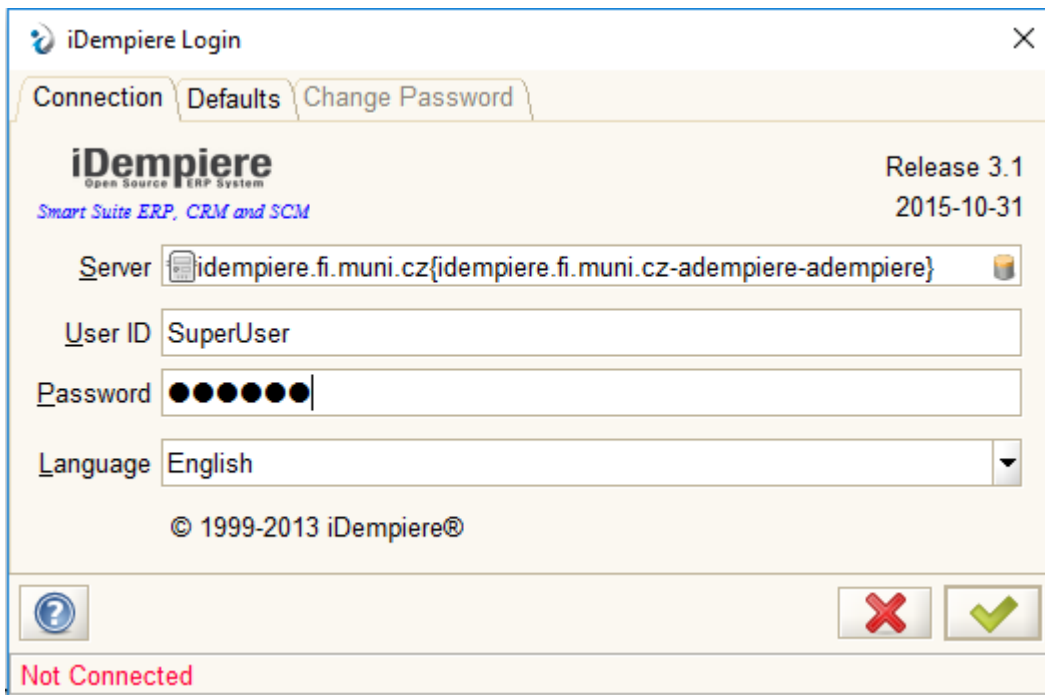 iDempiere Login
Connection Defaults Change Password
iDempiere
Open Source ERP System
Release 3.1
Smart Suite ERP, CRM and SCM
2015-10-31
Server idempiere.fi.muni.cz{idempiere.fi.muni.cz-adempiere-adempiere}
User ID SuperUser
Password ●●●●●●
Language English
© 1999-2013 iDempiere®
Not Connected